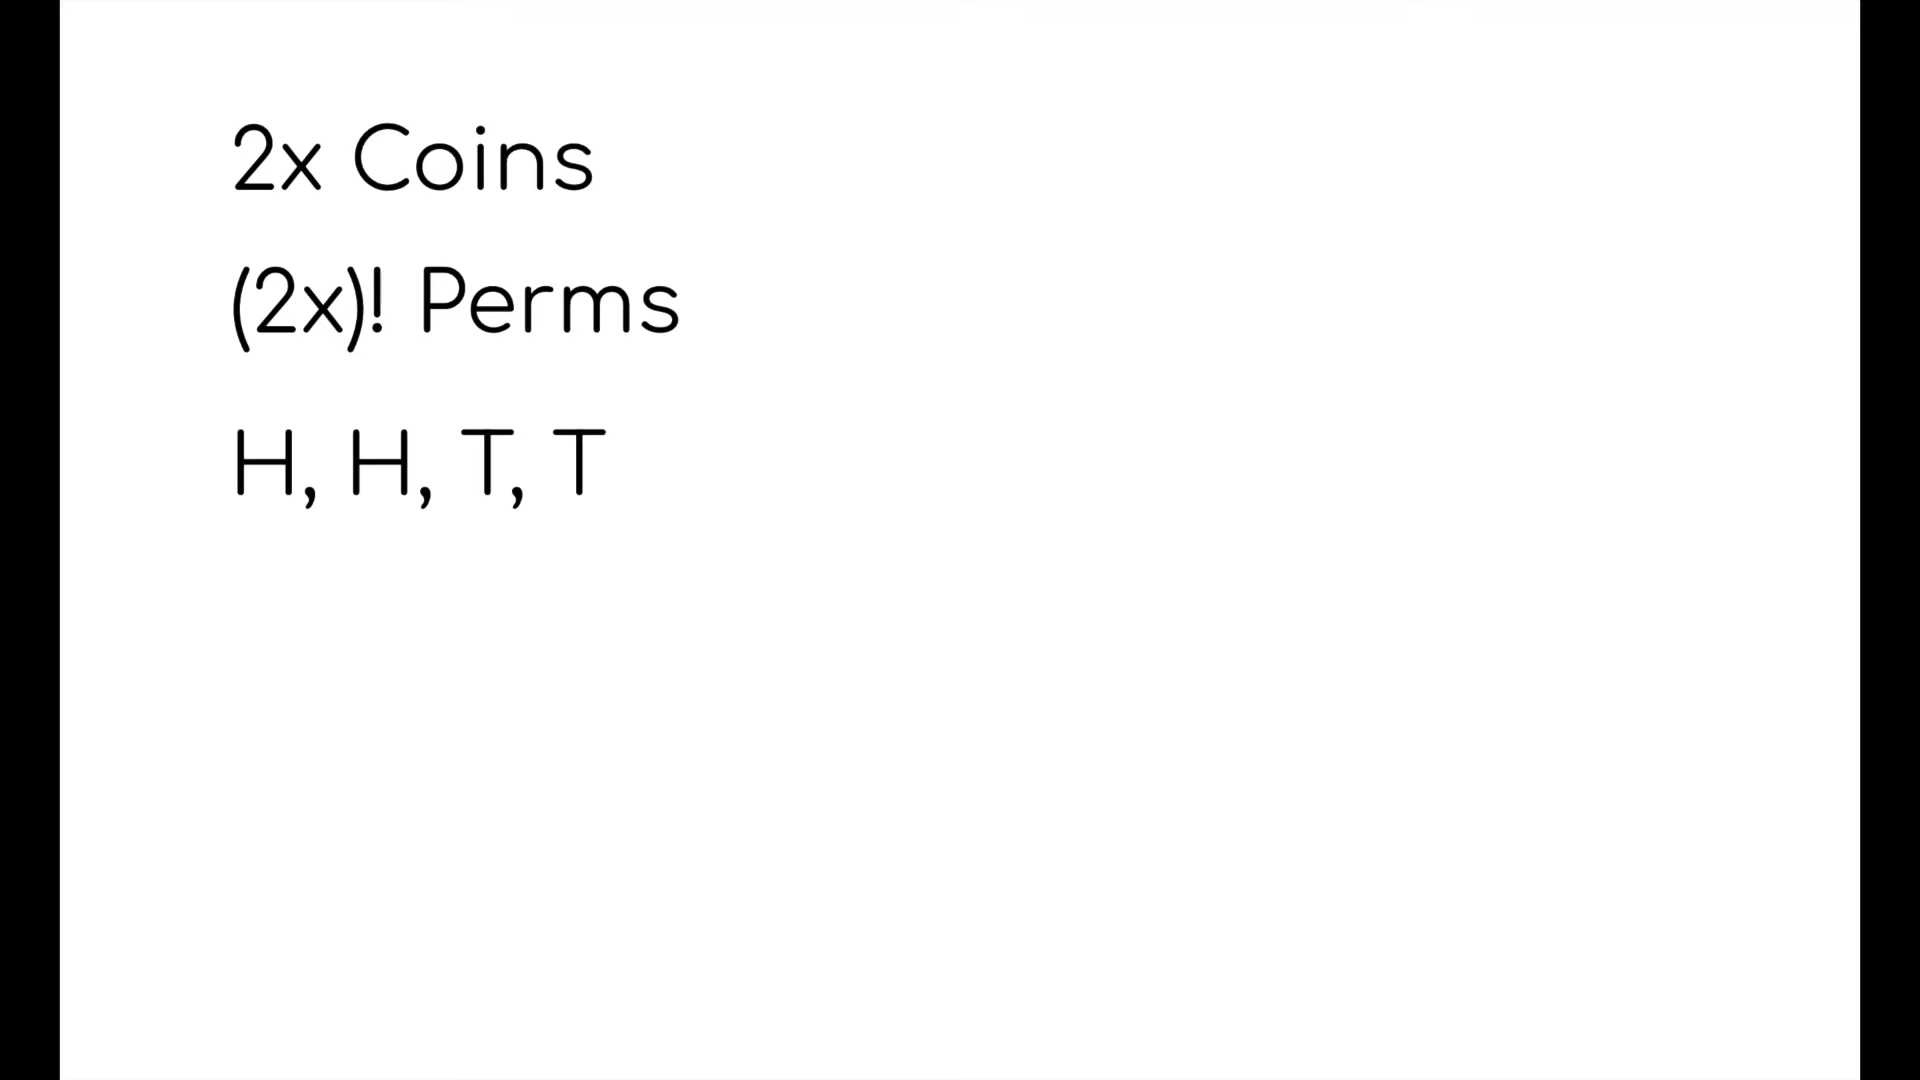 2x Coins
(2x)! Perms
H, H, T, T